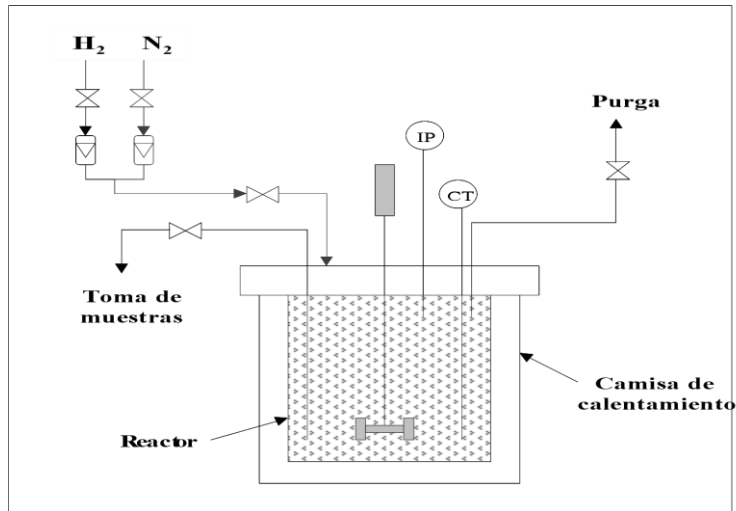 H2 N2
Purga
IP
CT
Toma de
muestras
Camisa de
calentamiento
Reactor